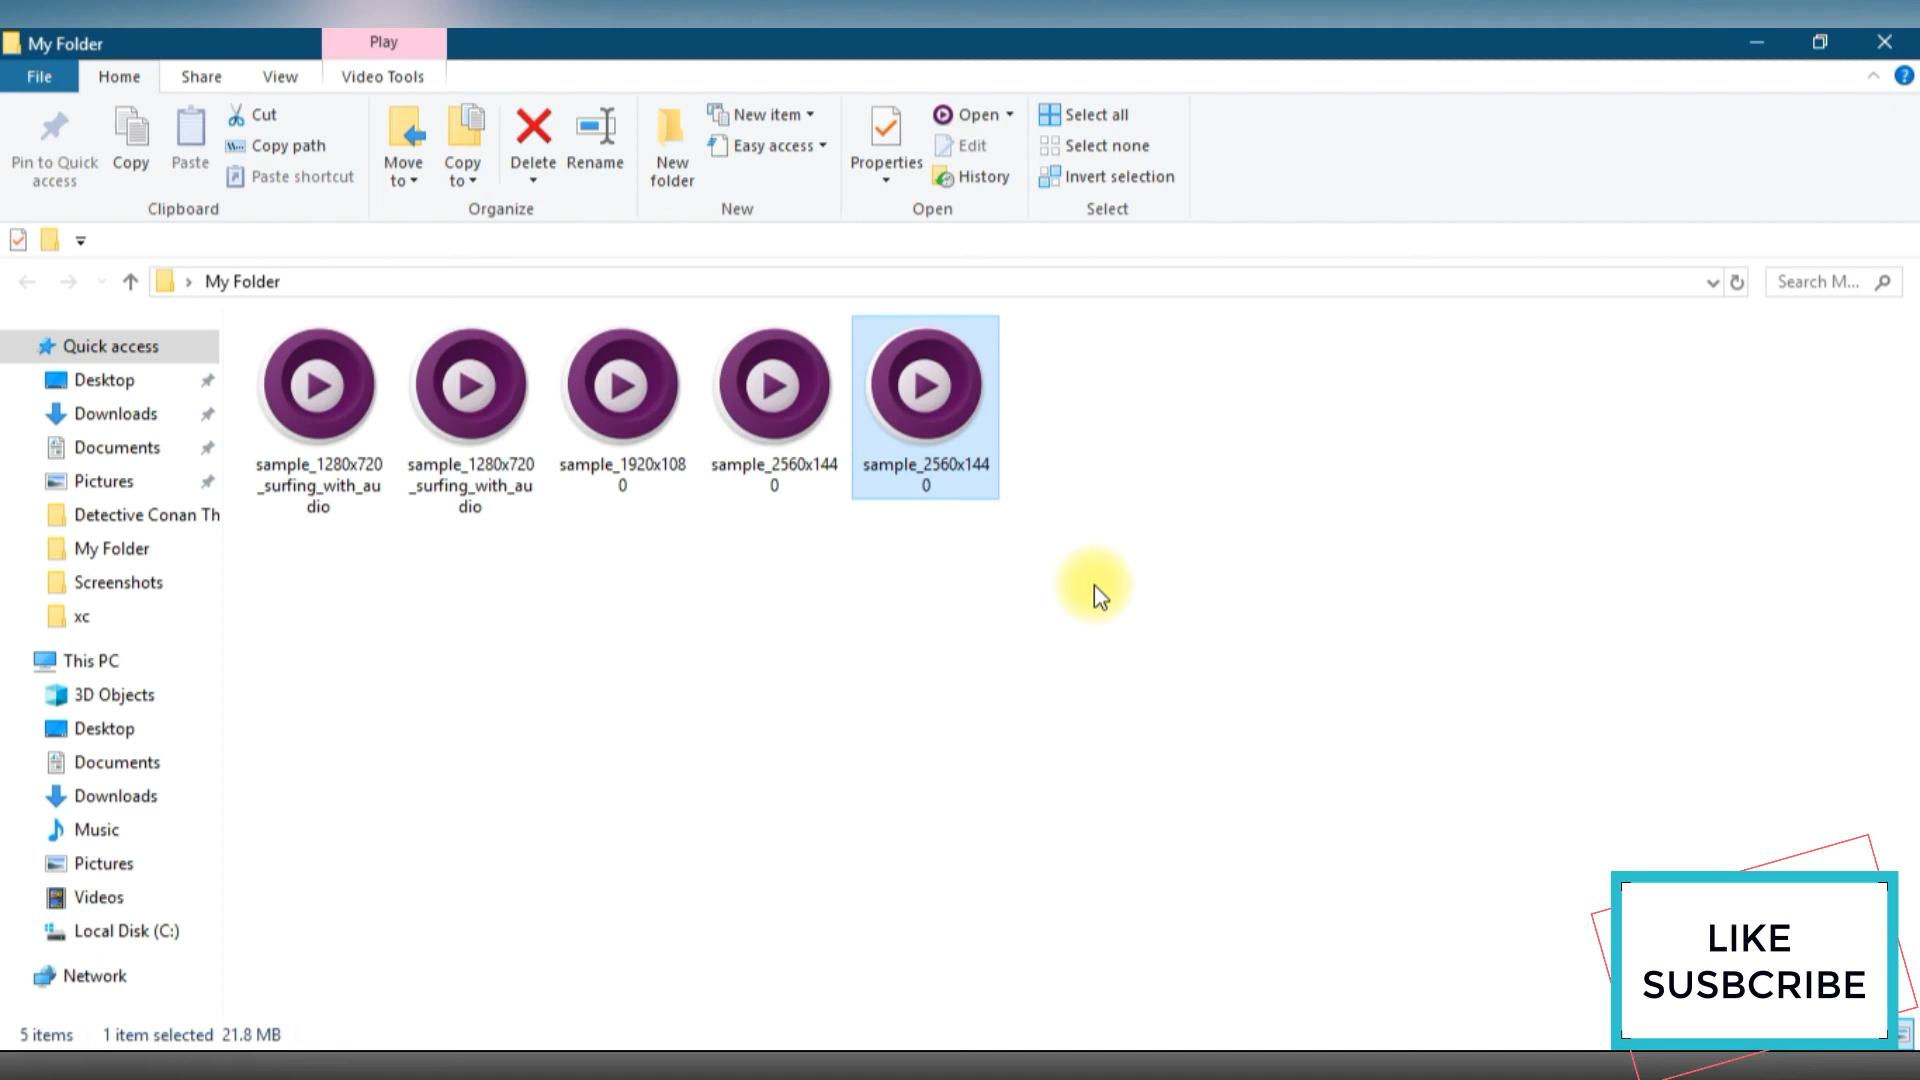 My Folder
Play
File
Home
Share
View
Video Tools
Pin to Quick
access
Copy
Paste
Cut
Copy path
Paste shortcut
Clipboard
Move
to
Copy
to
Delete
Rename
Organize
New
folder
New item
Easy access
New
Properties
Open
Edit
History
Open
Select all
Select none
Invert selection
Select
My Folder
Search M...
Quick access
Desktop
Downloads
Documents
Pictures
Detective Conan Th
My Folder
Screenshots
xc
This PC
3D Objects
Desktop
Documents
Downloads
Music
Pictures
Videos
Local Disk (C:)
Network
sample_1280x720
_surfing_with_au
dio
sample_1280x720
_surfing_with_au
dio
sample_1920x108
0
sample_2560x144
0
sample_2560x144
0
5 items
1 item selected 21.8 MB
LIKE
SUSBCRIBE